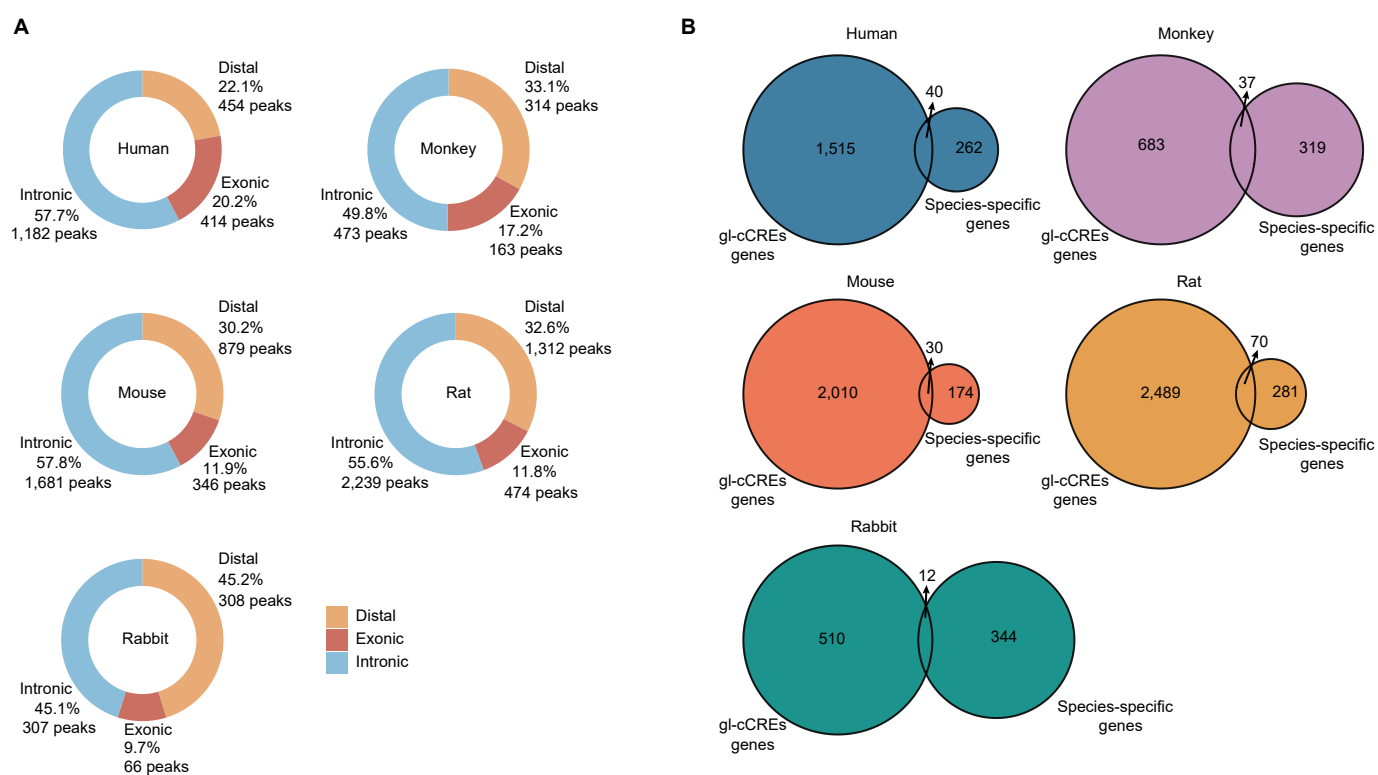 A
Human
Distal
22.1%
454 peaks
Exonic
20.2%
414 peaks
Intronic
57.7%
1,182 peaks
Monkey
Distal
33.1%
314 peaks
Exonic
17.2%
163 peaks
Intronic
49.8%
473 peaks
Mouse
Distal
30.2%
879 peaks
Exonic
11.9%
346 peaks
Intronic
57.8%
1,681 peaks
Rat
Distal
32.6%
1,312 peaks
Exonic
11.8%
474 peaks
Intronic
55.6%
2,239 peaks
Rabbit
Distal
45.2%
308 peaks
Intronic
45.1%
307 peaks
Exonic
9.7%
66 peaks
Distal
Exonic
Intronic
B
Human
40
1,515
262
Species-specific
genes
gl-cCREs
genes
Monkey
37
683
319
Species-specific
genes
gl-cCREs
genes
Mouse
30
2,010
174
Species-specific
genes
gl-cCREs
genes
Rat
70
2,489
281
Species-specific
genes
gl-cCREs
genes
Rabbit
12
510
344
Species-specific
genes
gl-cCREs
genes